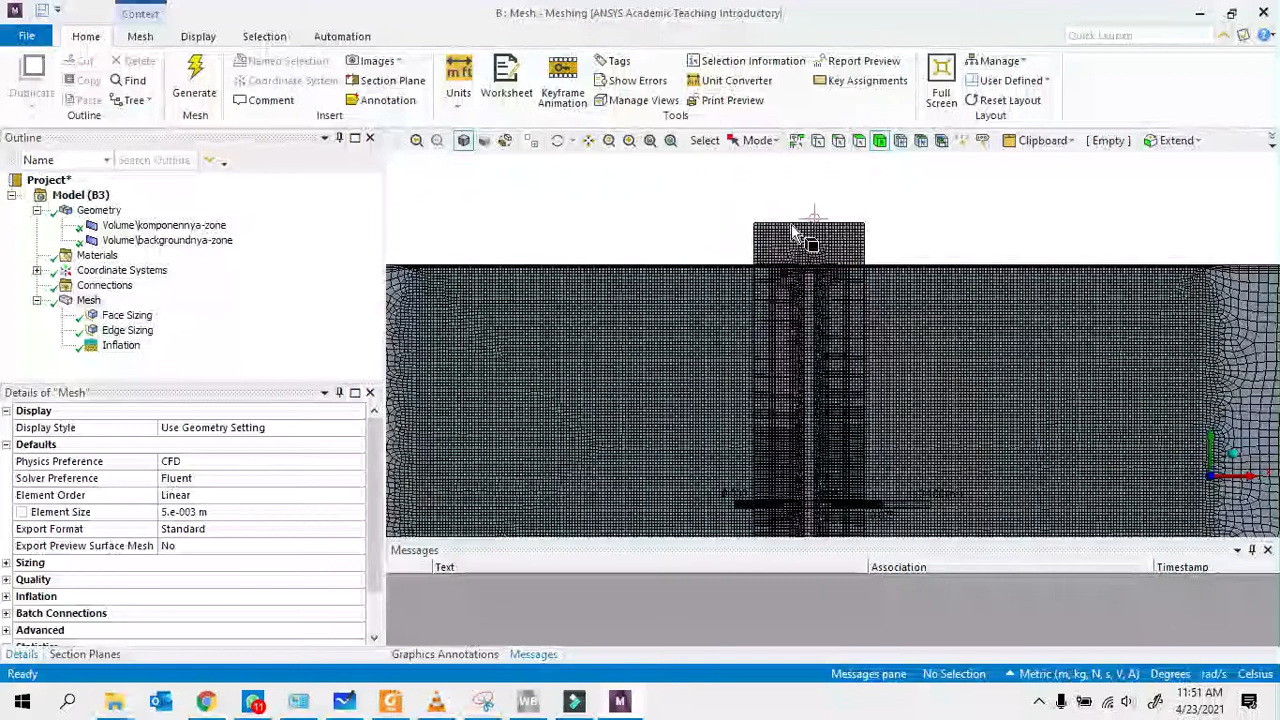 Context
B : Mesh - Meshing [ANSYS Academic Teaching Introductory]
File Home Mesh Display Selection Automation Quick Launch
Duplicate Cut Delete Copy Find Paste Tree
Outline
Generate
Mesh
Named Selection Coordinate System Comment Images Section Plane Annotation
Insert
Units Worksheet Keyframe Animation Tags Show Errors Manage Views Selection Information Unit Converter Print Preview Report Preview Key Assignments
Tools
Full Screen Manage User Defined Reset Layout
Layout
Outline
Select Mode Clipboard [ Empty ] Extend
Name Search Outline
Project*
Model (B3)
Geometry
Volume\komponennya-zone
Volume\backgroundnya-zone
Materials
Coordinate Systems
Connections
Mesh
Face Sizing
Edge Sizing
Inflation
Details of "Mesh"
Display
Display Style Use Geometry Setting
Defaults
Physics Preference CFD
Solver Preference Fluent
Element Order Linear
Element Size 5.e-003 m
Export Format Standard
Export Preview Surface Mesh No
Sizing
Quality
Inflation
Batch Connections
Advanced
Details Section Planes
Messages
Text Association Timestamp
Graphics Annotations Messages
Ready Messages pane No Selection Metric (m, kg, N, s, V, A) Degrees rad/s Celsius
11
WB
M
11:51 AM
4/23/2021